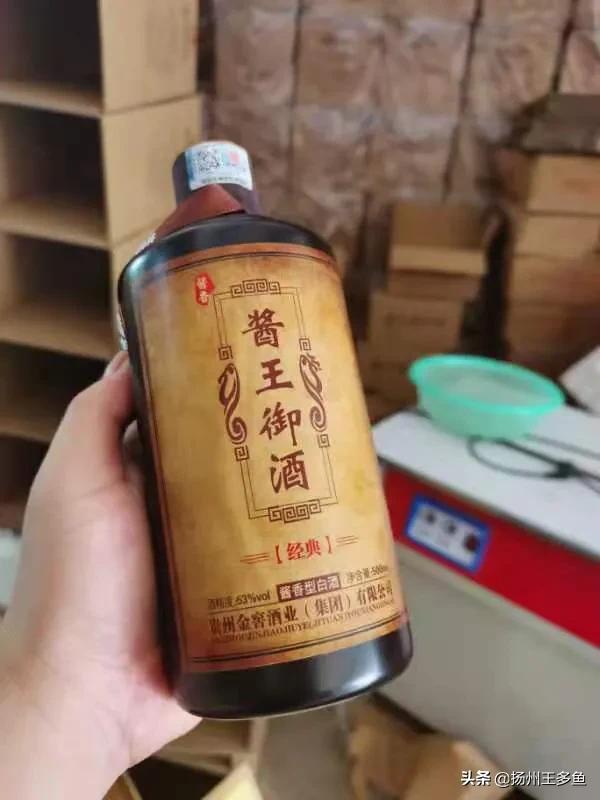 酱香
酱王御酒
【经典】
酒精度:53%vol 酱香型白酒 净含量:500ml
贵州金窖酒业（集团）有限公司
头条 @扬州王多鱼